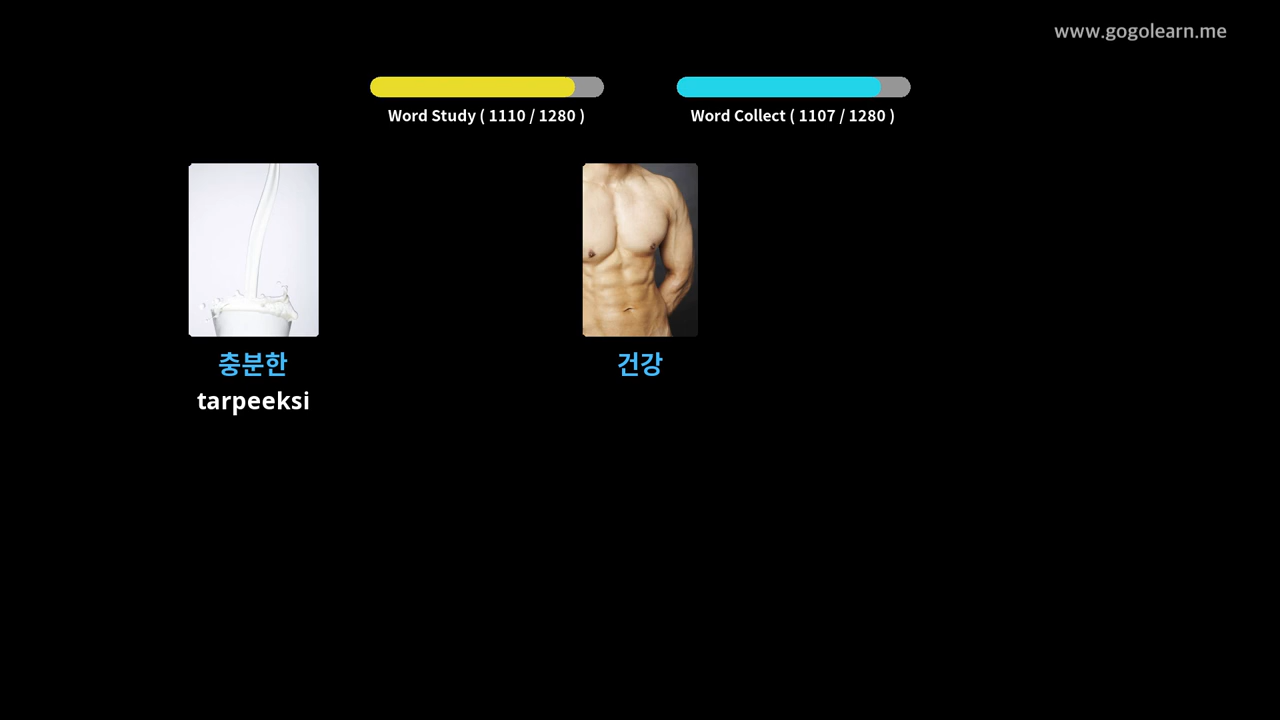 www.gogolearn.me
Word Study ( 1110 / 1280 )
Word Collect ( 1107 / 1280 )
충분한
tarpeeksi
건강